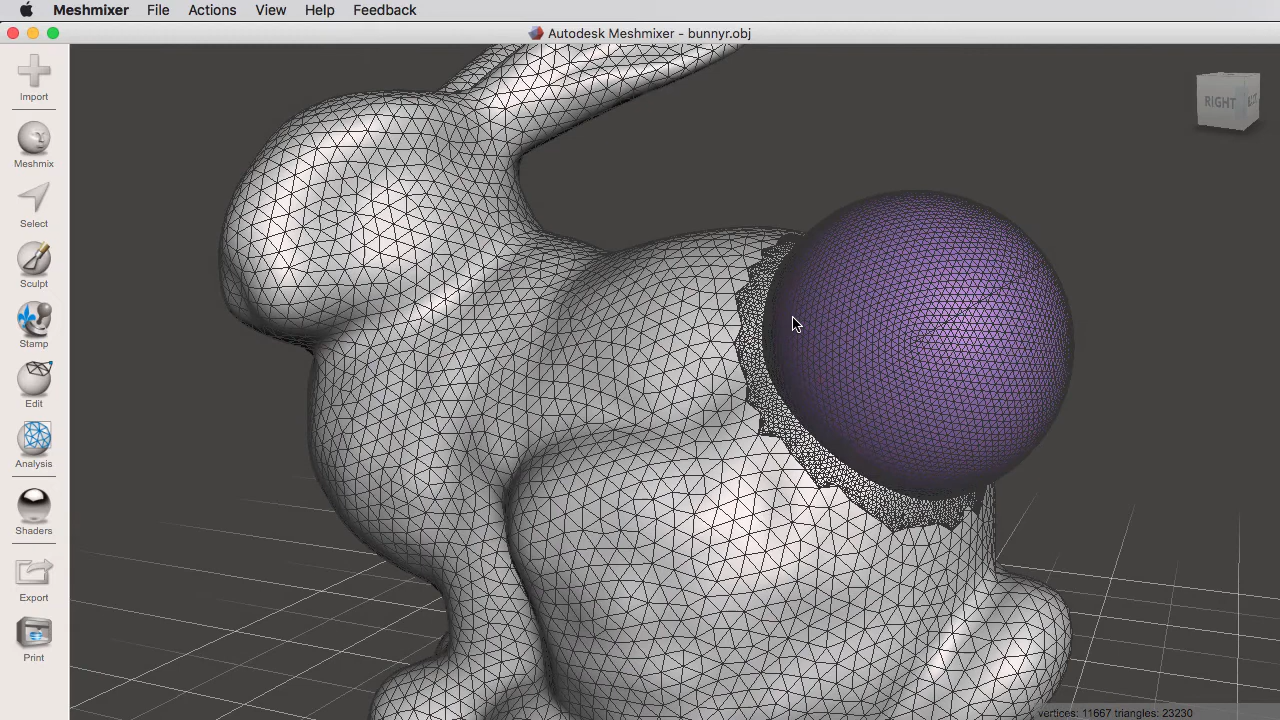 Meshmixer File Actions View Help Feedback
Autodesk Meshmixer - bunnyr.obj
Import
Meshmix
Select
Sculpt
Stamp
Edit
Analysis
Shaders
Export
Print
RIGHT
vertices: 11667 triangles: 23230